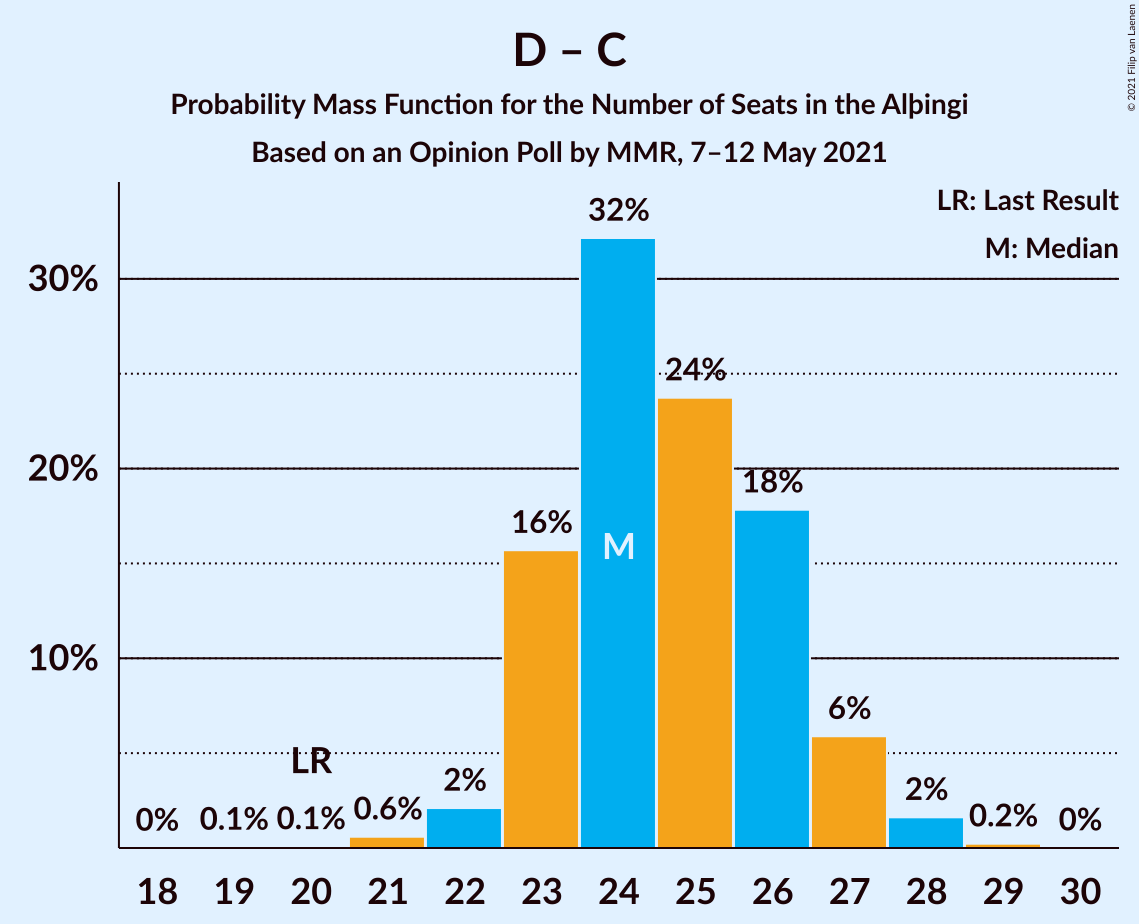 D – C
Probability Mass Function for the Number of Seats in the Alþingi
Based on an Opinion Poll by MMR, 7–12 May 2021
© 2021 Filip van Laenen
LR: Last Result
M: Median
30%
20%
10%
0%
0.1%
0.1%
LR
0.6%
2%
16%
32%
M
24%
18%
6%
2%
0.2%
0%
18 19 20 21 22 23 24 25 26 27 28 29 30